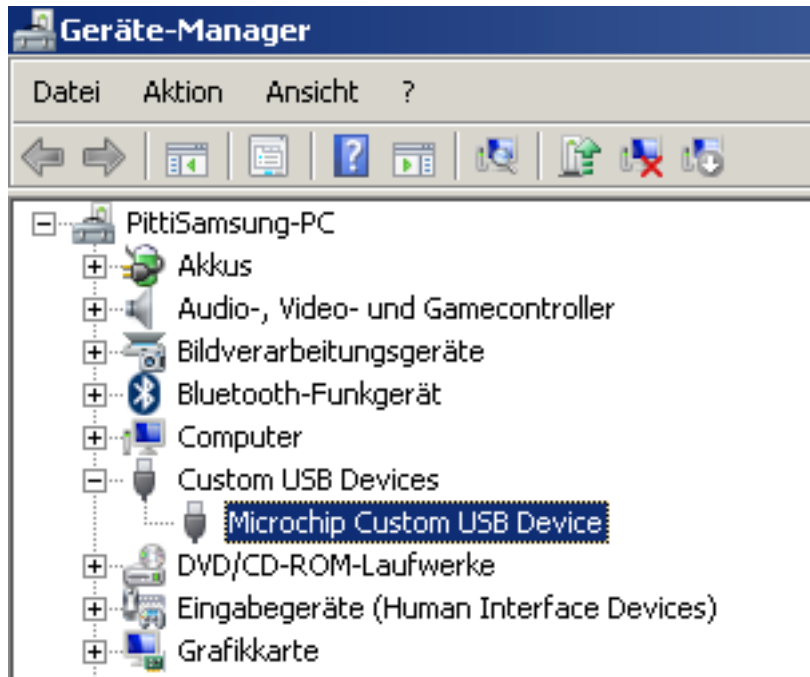 Geräte-Manager
Datei Aktion Ansicht ?
PittiSamsung-PC
Akkus
Audio-, Video- und Gamecontroller
Bildverarbeitungsgeräte
Bluetooth-Funkgerät
Computer
Custom USB Devices
Microchip Custom USB Device
DVD/CD-ROM-Laufwerke
Eingabegeräte (Human Interface Devices)
Grafikkarte